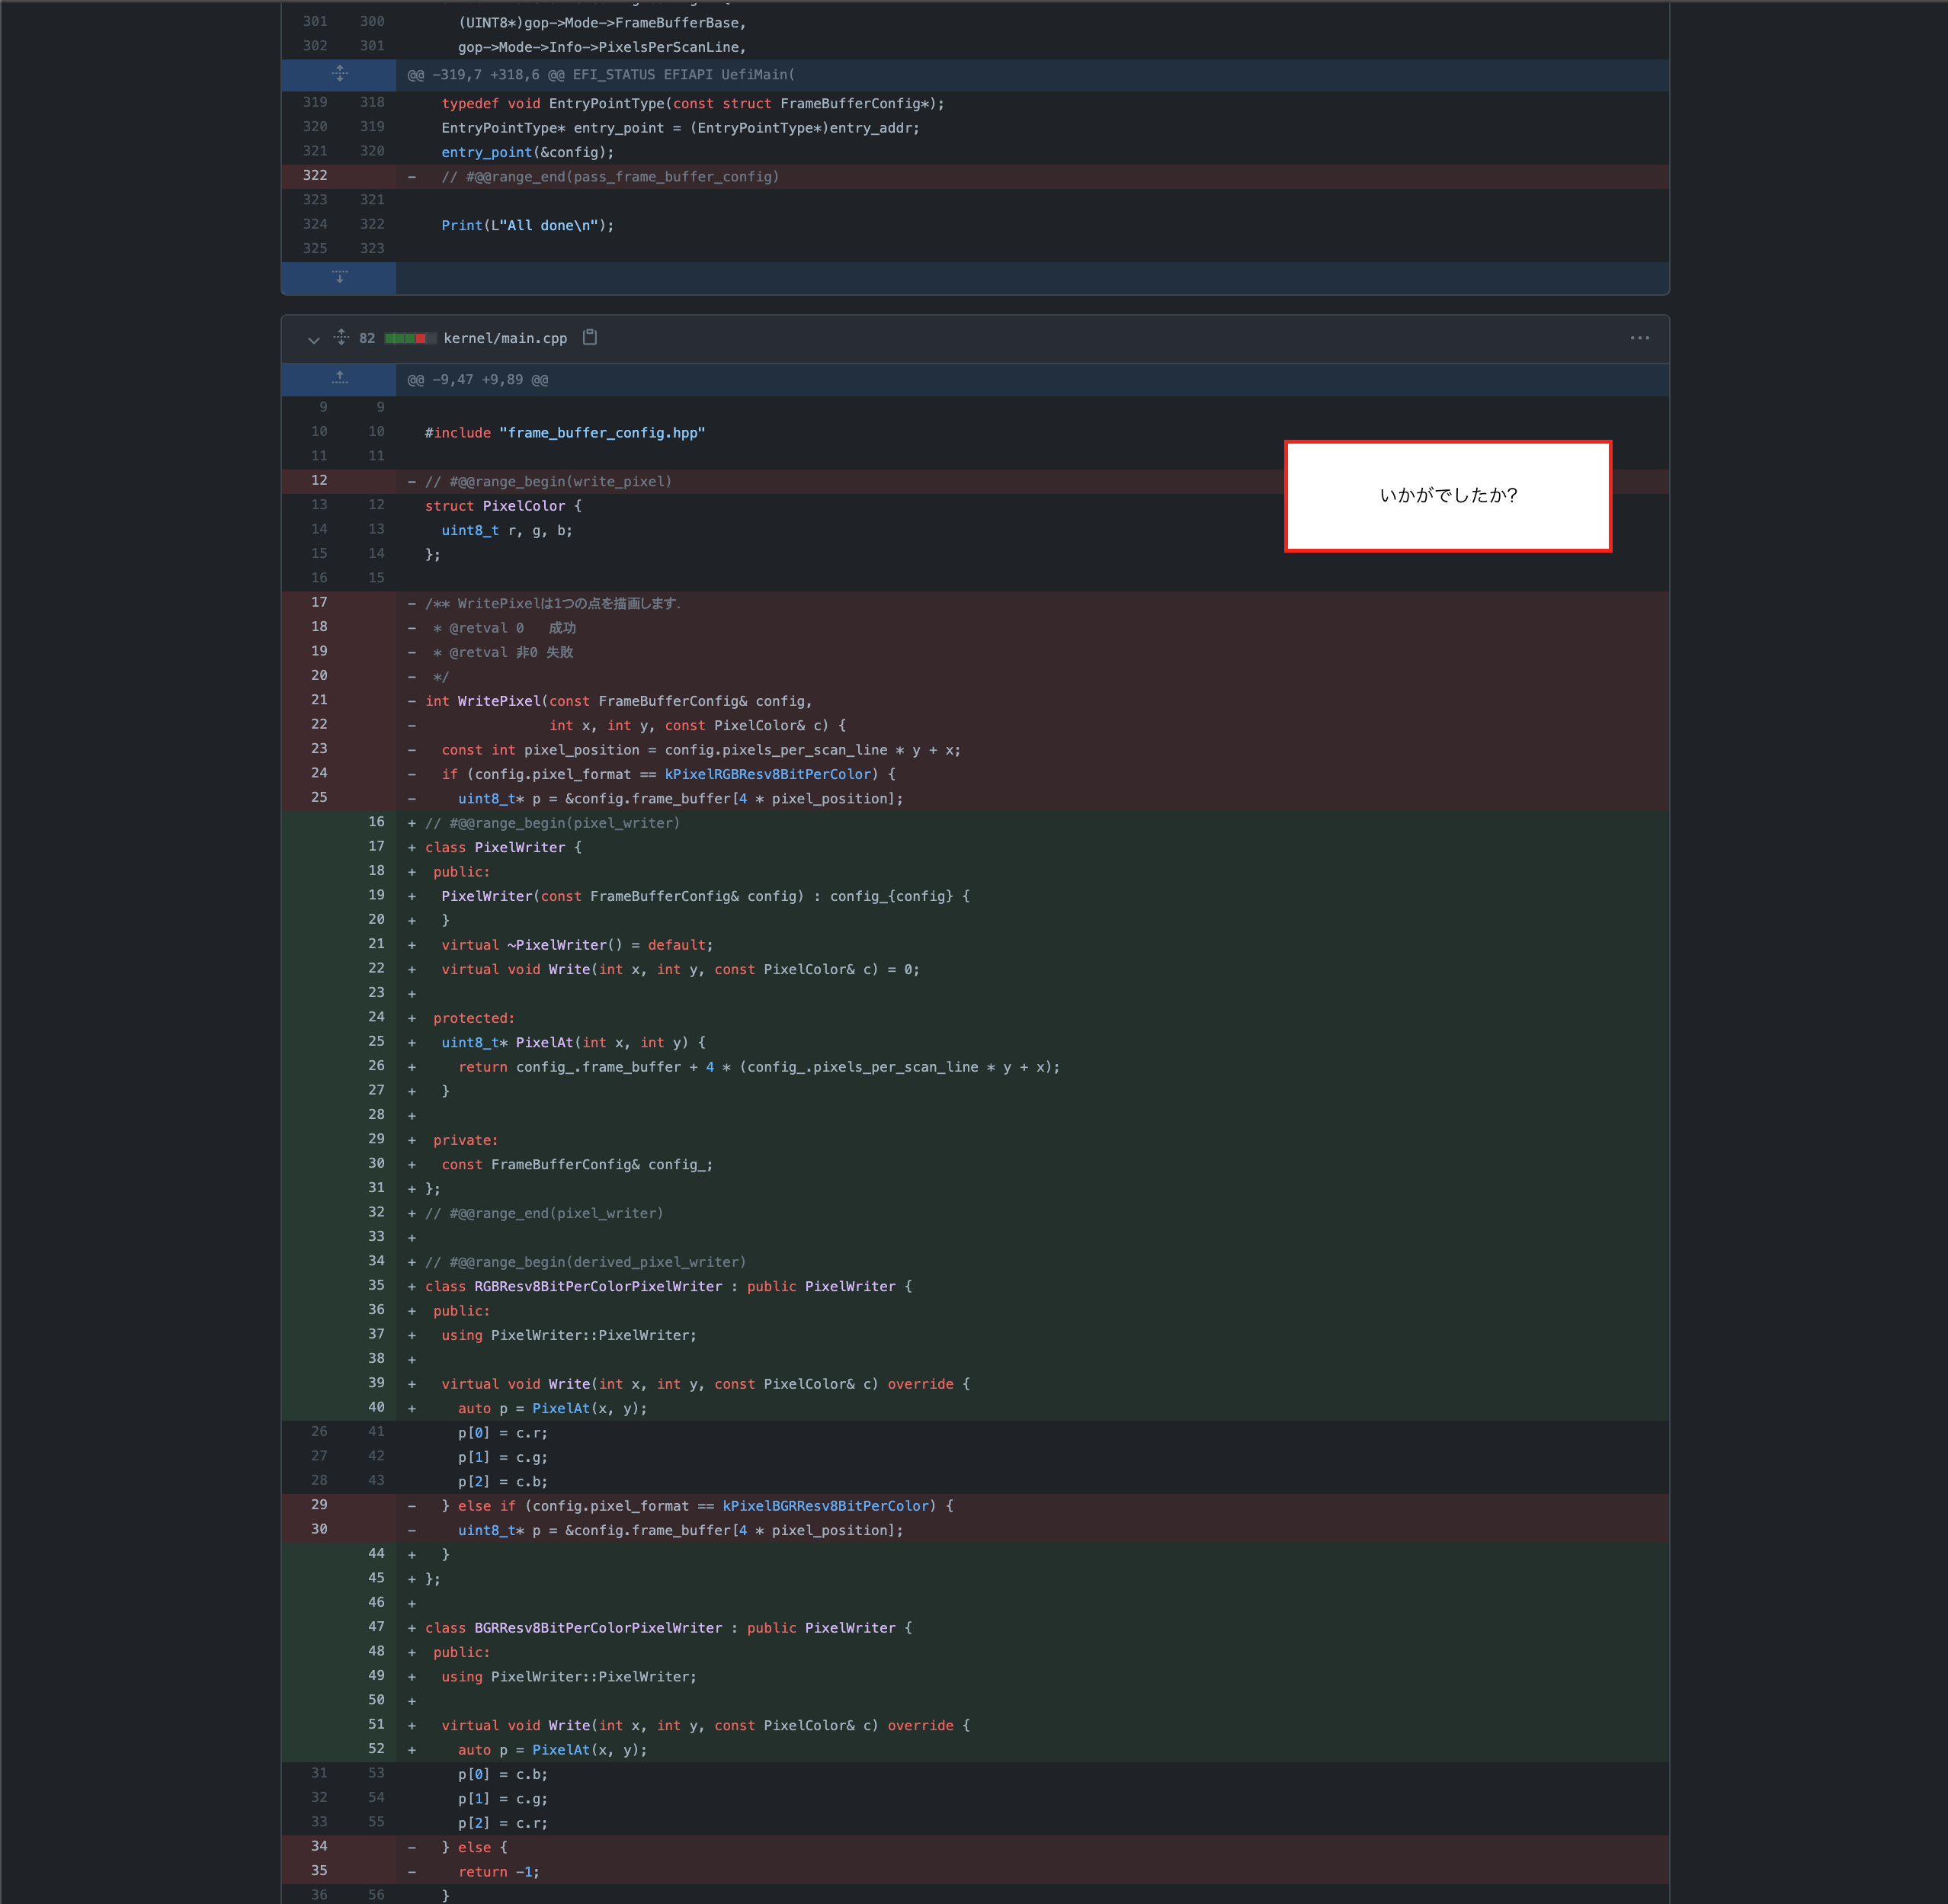 301 300 (UINT8*)gop->Mode->FrameBufferBase,
302 301 gop->Mode->Info->PixelsPerScanLine,
@@ -319,7 +318,6 @@ EFI_STATUS EFIAPI UefiMain(
319 318 typedef void EntryPointType(const struct FrameBufferConfig*);
320 319 EntryPointType* entry_point = (EntryPointType*)entry_addr;
321 320 entry_point(&config);
322 - // #@@range_end(pass_frame_buffer_config)
323 321
324 322 Print(L"All done\n");
325 323
82 kernel/main.cpp
@@ -9,47 +9,89 @@
9 9
10 10 #include "frame_buffer_config.hpp"
11 11
12 - // #@@range_begin(write_pixel)
いかがでしたか?
13 12 struct PixelColor {
14 13 uint8_t r, g, b;
15 14 };
16 15
17 - /** WritePixelは1つの点を描画します.
18 - * @retval 0 成功
19 - * @retval 非0 失敗
20 - */
21 - int WritePixel(const FrameBufferConfig& config,
22 - int x, int y, const PixelColor& c) {
23 - const int pixel_position = config.pixels_per_scan_line * y + x;
24 - if (config.pixel_format == kPixelRGBResv8BitPerColor) {
25 - uint8_t* p = &config.frame_buffer[4 * pixel_position];
16 + // #@@range_begin(pixel_writer)
17 + class PixelWriter {
18 + public:
19 + PixelWriter(const FrameBufferConfig& config) : config_{config} {
20 + }
21 + virtual ~PixelWriter() = default;
22 + virtual void Write(int x, int y, const PixelColor& c) = 0;
23 +
24 + protected:
25 + uint8_t* PixelAt(int x, int y) {
26 + return config_.frame_buffer + 4 * (config_.pixels_per_scan_line * y + x);
27 + }
28 +
29 + private:
30 + const FrameBufferConfig& config_;
31 + };
32 + // #@@range_end(pixel_writer)
33 +
34 + // #@@range_begin(derived_pixel_writer)
35 + class RGBResv8BitPerColorPixelWriter : public PixelWriter {
36 + public:
37 + using PixelWriter::PixelWriter;
38 +
39 + virtual void Write(int x, int y, const PixelColor& c) override {
40 + auto p = PixelAt(x, y);
26 41 p[0] = c.r;
27 42 p[1] = c.g;
28 43 p[2] = c.b;
29 - } else if (config.pixel_format == kPixelBGRResv8BitPerColor) {
30 - uint8_t* p = &config.frame_buffer[4 * pixel_position];
44 + }
45 + };
46 +
47 + class BGRResv8BitPerColorPixelWriter : public PixelWriter {
48 + public:
49 + using PixelWriter::PixelWriter;
50 +
51 + virtual void Write(int x, int y, const PixelColor& c) override {
52 + auto p = PixelAt(x, y);
31 53 p[0] = c.b;
32 54 p[1] = c.g;
33 55 p[2] = c.r;
34 - } else {
35 - return -1;
36 56 }